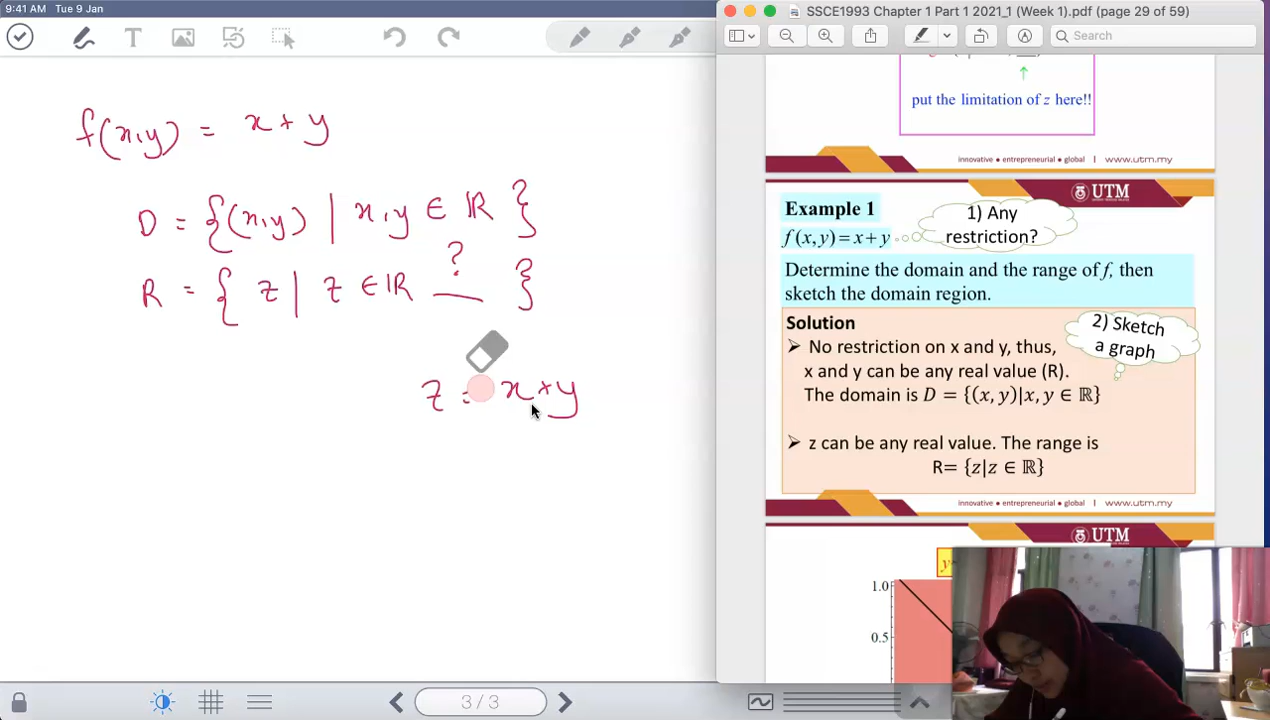 9:41 AM Tue 9 Jan
f(x,y) = x + y
D = {(x,y) | x,y ∈ ℝ }
?
R = { z | z ∈ ℝ ___ }
z = x+y
3 / 3
SSCE1993 Chapter 1 Part 1 2021_1 (Week 1).pdf (page 29 of 59)
Search
put the limitation of z here!!
innovative ● entrepreneurial ● global | www.utm.my
UTM
Example 1
1) Any
restriction?
f (x, y) = x + y
Determine the domain and the range of f, then
sketch the domain region.
Solution
2) Sketch
a graph
➢ No restriction on x and y, thus,
x and y can be any real value (R).
The domain is D = {(x, y)|x, y ∈ ℝ}
➢ z can be any real value. The range is
R= {z|z ∈ ℝ}
innovative ● entrepreneurial ● global | www.utm.my
UTM
y
1.0
0.5